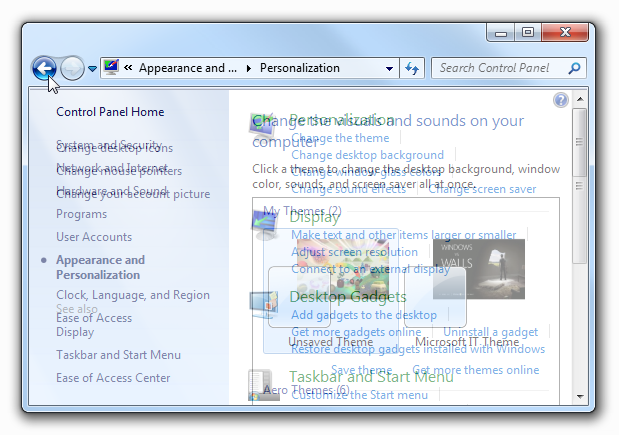 « Appearance and ... ▸ Personalization
Search Control Panel
Control Panel Home
System and Security
Change desktop icons
Network and Internet
Change mouse pointers
Hardware and Sound
Change your account picture
Programs
User Accounts
Appearance and
Personalization
Clock, Language, and Region
See also
Ease of Access
Display
Taskbar and Start Menu
Ease of Access Center
Personalization
Change the visuals and sounds on your
computer
Change the theme
Change desktop background
Click a theme to change the desktop background, window
Change window glass colors
color, sounds, and screen saver all at once.
Change sound effects
Change screen saver
My Themes (2)
Display
Make text and other items larger or smaller
Adjust screen resolution
Connect to an external display
WINDOWS
WALLS
Desktop Gadgets
Add gadgets to the desktop
Get more gadgets online
Uninstall a gadget
Unsaved Theme
Microsoft IT Theme
Restore desktop gadgets installed with Windows
Save theme
Get more themes online
Taskbar and Start Menu
Aero Themes (6)
Customize the Start menu